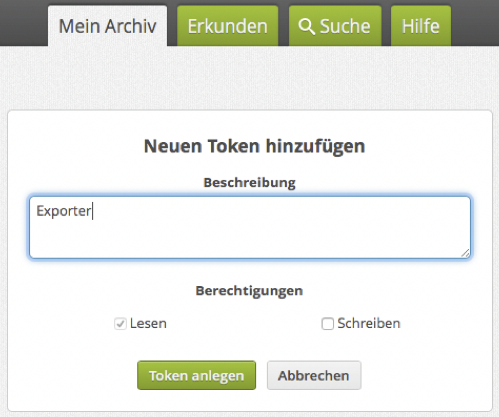 Mein Archiv Erkunden Suche Hilfe
Neuen Token hinzufügen
Beschreibung
Exporter
Berechtigungen
Lesen Schreiben
Token anlegen Abbrechen